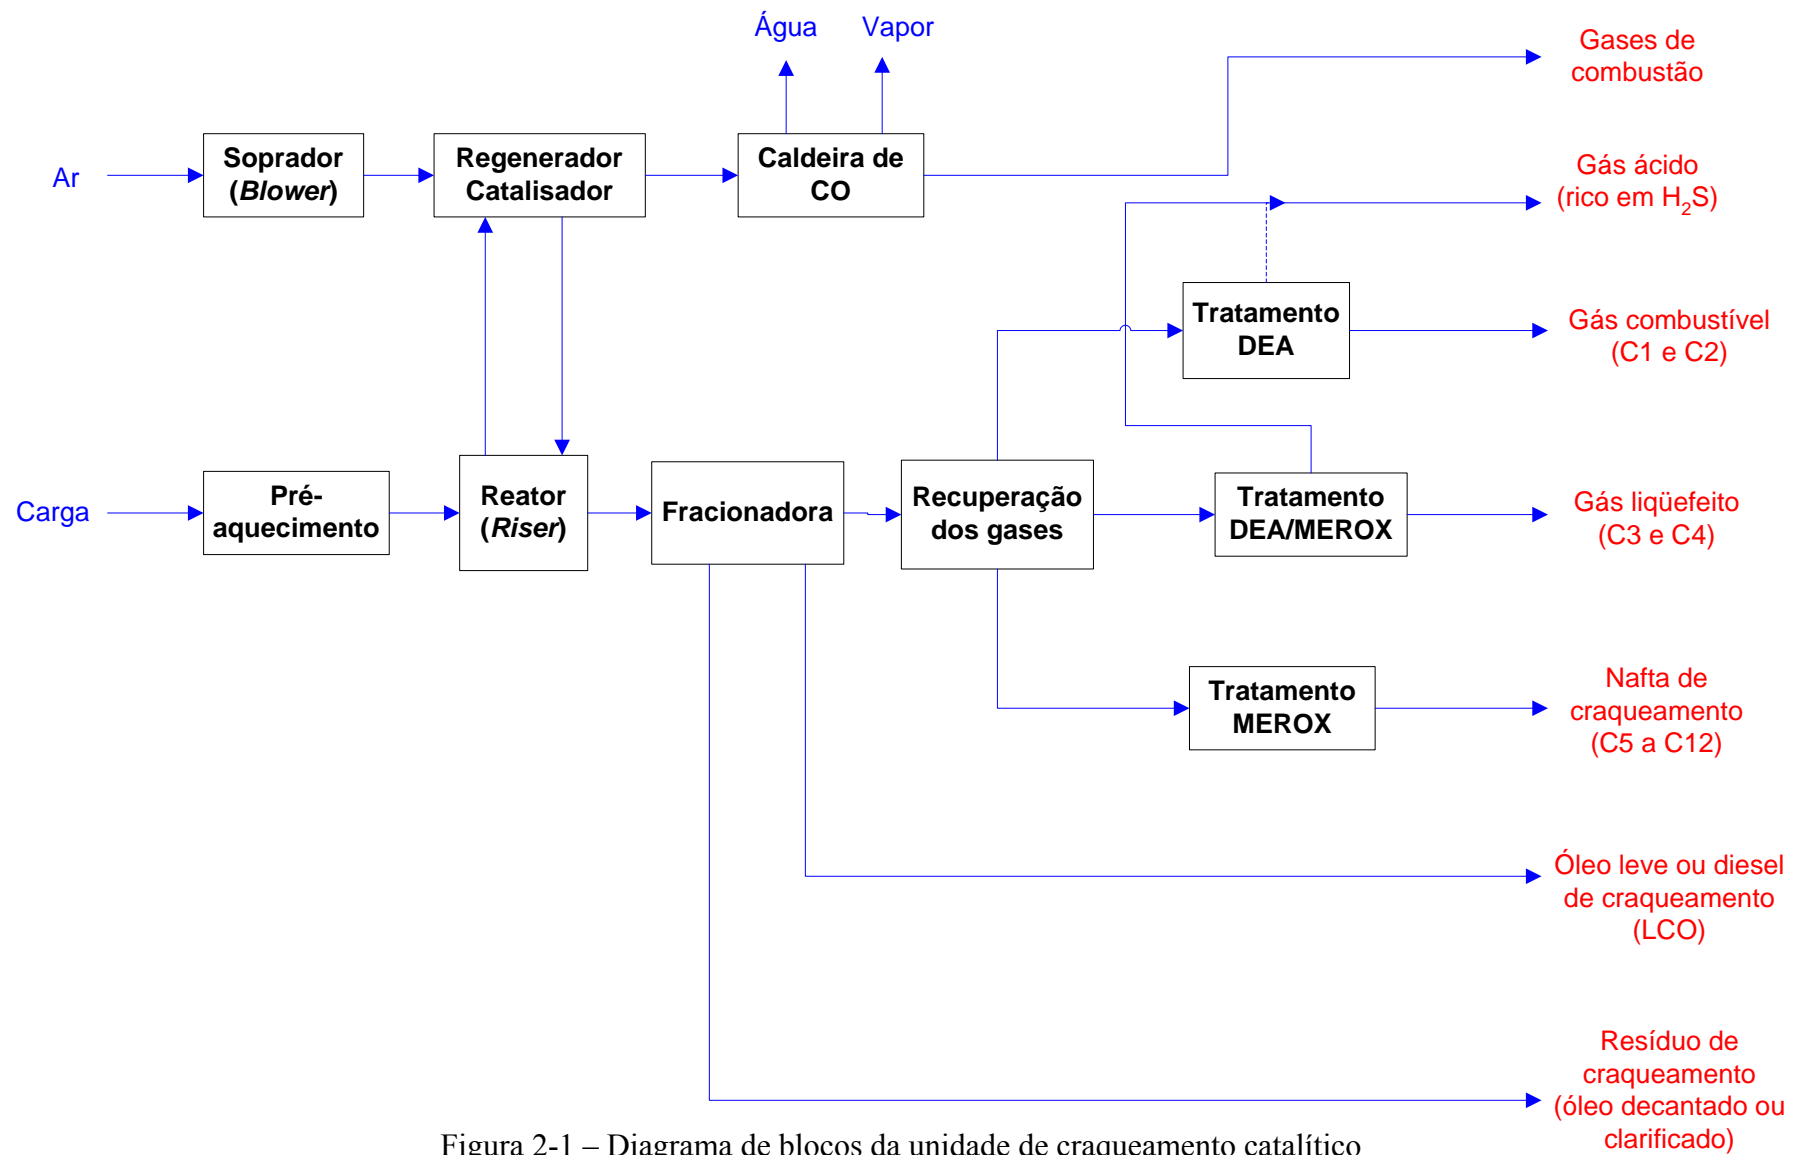 Água
Vapor
Gases de
combustão
Ar
Soprador
(Blower)
Regenerador
Catalisador
Caldeira de
CO
Gás ácido
(rico em H2S)
Tratamento
DEA
Gás combustível
(C1 e C2)
Carga
Pré-
aquecimento
Reator
(Riser)
Fracionadora
Recuperação
dos gases
Tratamento
DEA/MEROX
Gás liqüefeito
(C3 e C4)
Tratamento
MEROX
Nafta de
craqueamento
(C5 a C12)
Óleo leve ou diesel
de craqueamento
(LCO)
Resíduo de
craqueamento
(óleo decantado ou
clarificado)
Figura 2-1 – Diagrama de blocos da unidade de craqueamento catalítico